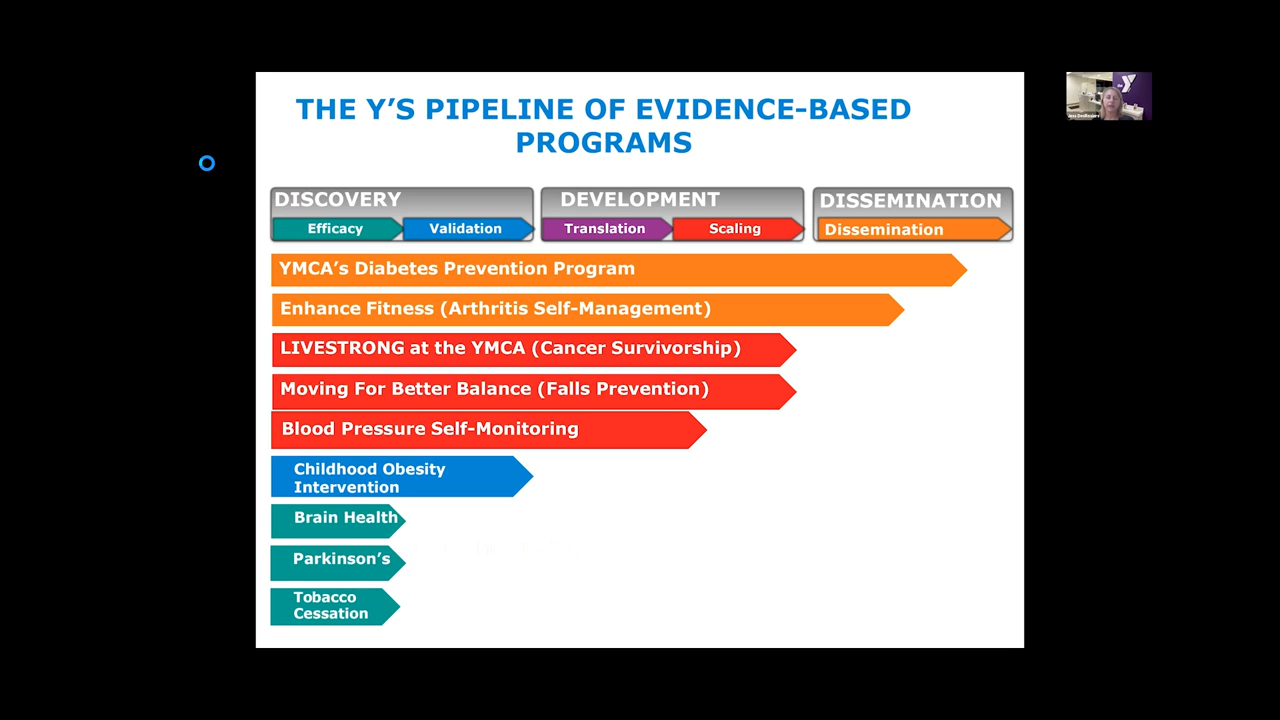 THE Y'S PIPELINE OF EVIDENCE-BASED
PROGRAMS
DISCOVERY
DEVELOPMENT
DISSEMINATION
Efficacy
Validation
Translation
Scaling
Dissemination
YMCA's Diabetes Prevention Program
Enhance Fitness (Arthritis Self-Management)
LIVESTRONG at the YMCA (Cancer Survivorship)
Moving For Better Balance (Falls Prevention)
Blood Pressure Self-Monitoring
Childhood Obesity
Intervention
Brain Health
Parkinson's
Tobacco
Cessation